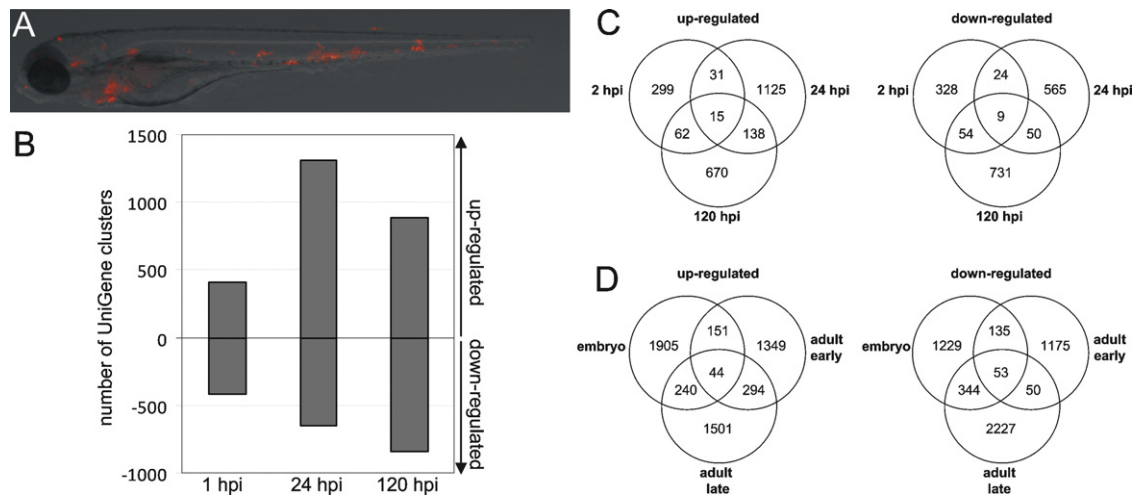 A
B
number of UniGene clusters
1500
1000
500
0
-500
-1000
1 hpi 24 hpi 120 hpi
up-regulated
down-regulated
C
up-regulated
2 hpi 299 31 1125 24 hpi
15
62 138
670
120 hpi
down-regulated
2 hpi 328 24 565 24 hpi
9
54 50
731
120 hpi
D
up-regulated
embryo 1905 151 1349 adult
early
44
240 294
1501
adult
late
down-regulated
embryo 1229 135 1175 adult
early
53
344 50
2227
adult
late